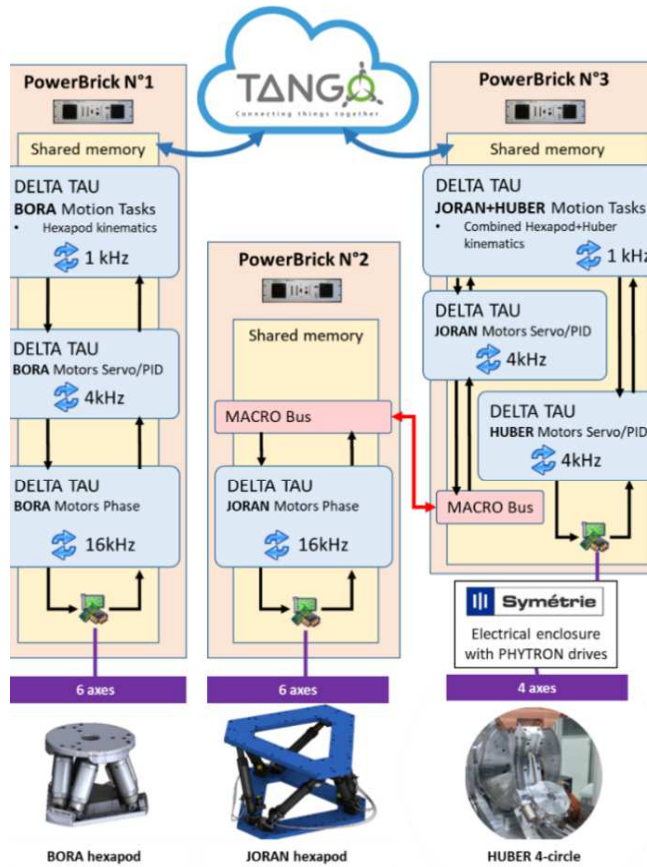 PowerBrick N°1
Shared memory
DELTA TAU
BORA Motion Tasks
• Hexapod kinematics
1 kHz
DELTA TAU
BORA Motors Servo/PID
4kHz
DELTA TAU
BORA Motors Phase
16kHz
6 axes
BORA hexapod
TANGO
Connecting things together
PowerBrick N°2
Shared memory
MACRO Bus
DELTA TAU
JORAN Motors Phase
16kHz
6 axes
JORAN hexapod
PowerBrick N°3
Shared memory
DELTA TAU
JORAN+HUBER Motion Tasks
• Combined Hexapod+Huber
kinematics
1 kHz
DELTA TAU
JORAN Motors Servo/PID
4kHz
DELTA TAU
HUBER Motors Servo/PID
4kHz
MACRO Bus
Symétrie
Electrical enclosure
with PHYTRON drives
4 axes
HUBER 4-circle